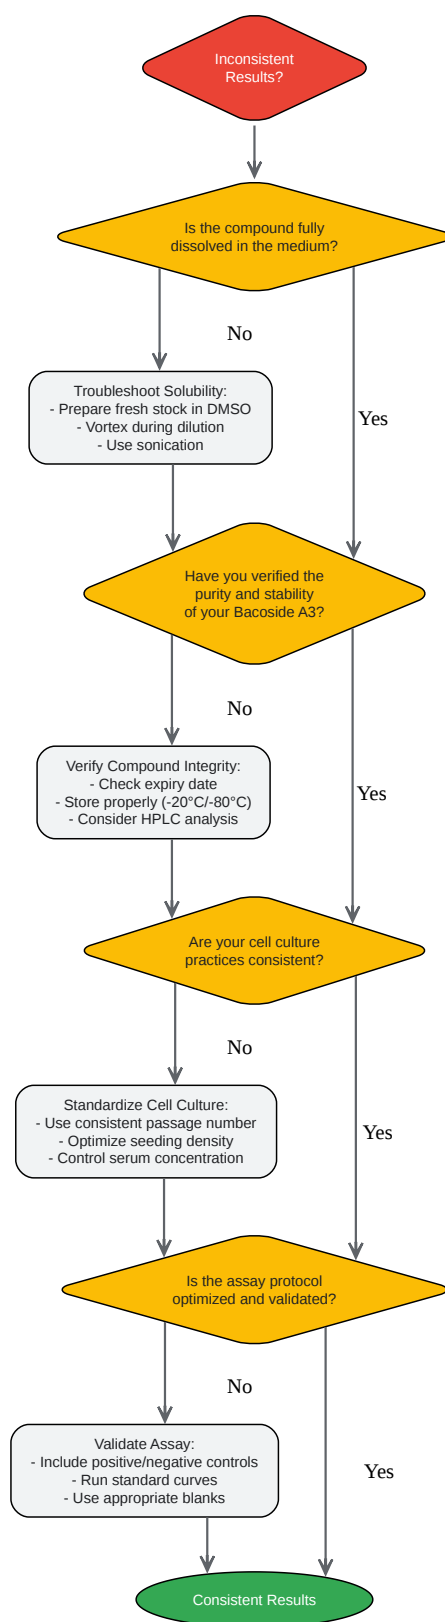 Inconsistent
Results?
Is the compound fully
dissolved in the medium?
No
Yes
Troubleshoot Solubility:
- Prepare fresh stock in DMSO
- Vortex during dilution
- Use sonication
Have you verified the
purity and stability
of your Bacoside A3?
No
Yes
Verify Compound Integrity:
- Check expiry date
- Store properly (-20°C/-80°C)
- Consider HPLC analysis
Are your cell culture
practices consistent?
No
Yes
Standardize Cell Culture:
- Use consistent passage number
- Optimize seeding density
- Control serum concentration
Is the assay protocol
optimized and validated?
No
Yes
Validate Assay:
- Include positive/negative controls
- Run standard curves
- Use appropriate blanks
Consistent Results